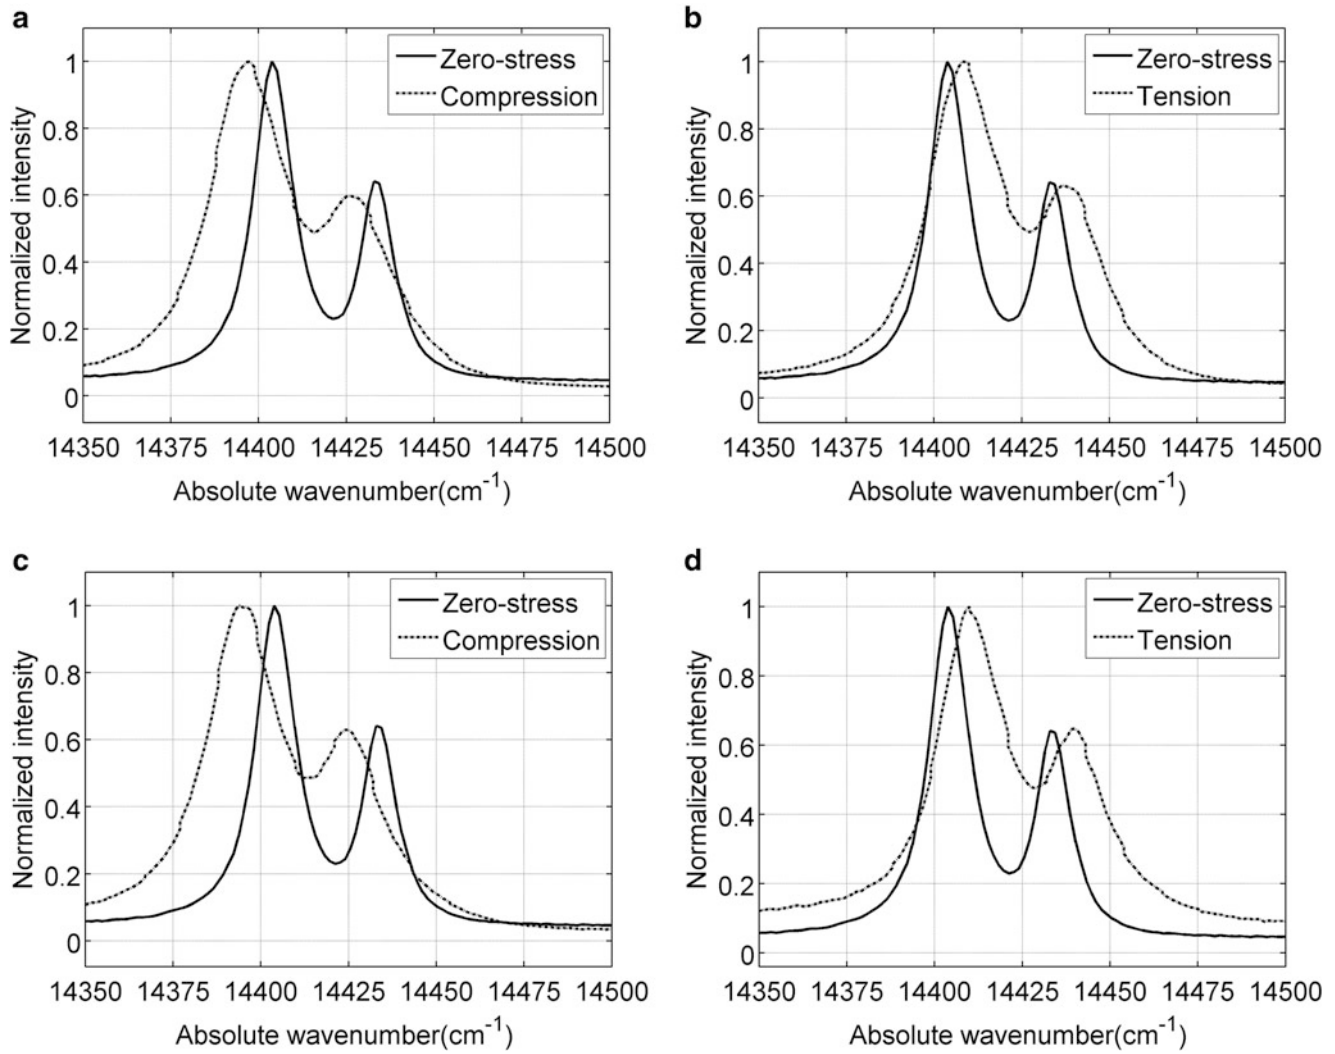 a
Zero-stress
Compression
Normalized intensity
1
0.8
0.6
0.4
0.2
0
14350 14375 14400 14425 14450 14475 14500
Absolute wavenumber(cm-1)
b
Zero-stress
Tension
Normalized intensity
1
0.8
0.6
0.4
0.2
0
14350 14375 14400 14425 14450 14475 14500
Absolute wavenumber(cm-1)
c
Zero-stress
Compression
Normalized intensity
1
0.8
0.6
0.4
0.2
0
14350 14375 14400 14425 14450 14475 14500
Absolute wavenumber(cm-1)
d
Zero-stress
Tension
Normalized intensity
1
0.8
0.6
0.4
0.2
0
14350 14375 14400 14425 14450 14475 14500
Absolute wavenumber(cm-1)